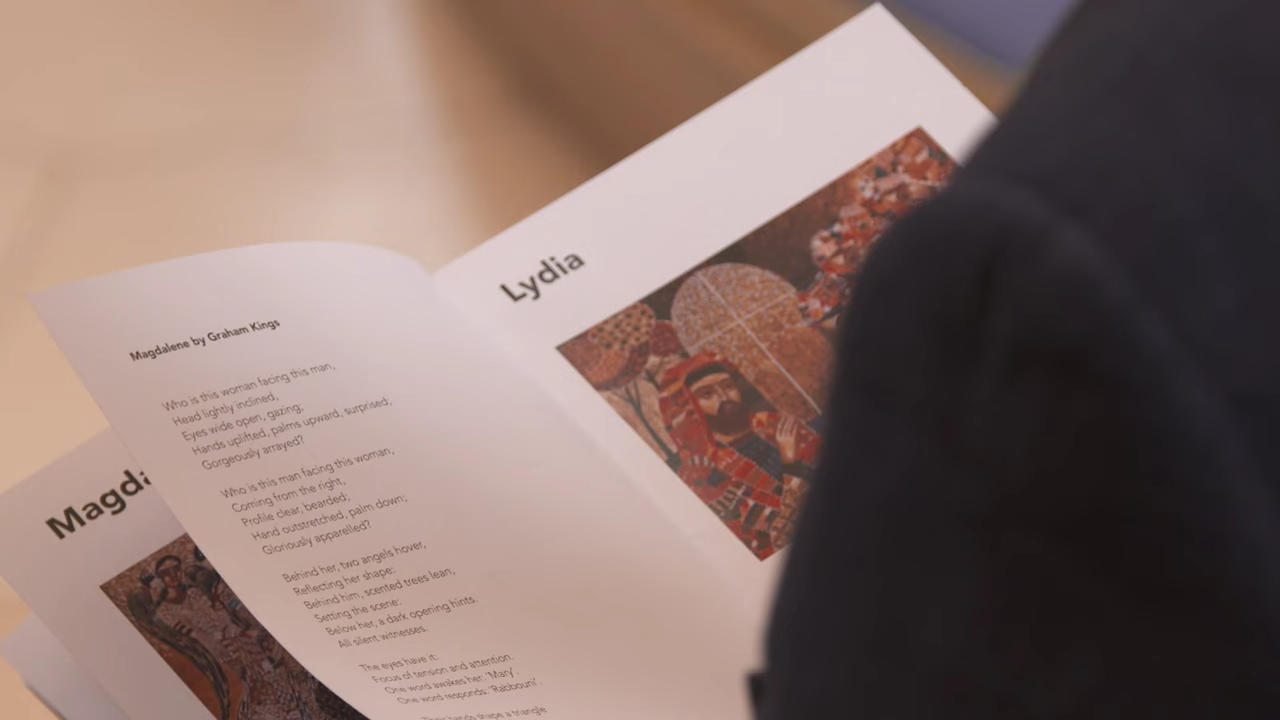 Magda
Magdalene by Graham Kings
Who is this woman facing this man,
Head lightly inclined,
Eyes wide open, gazing;
Hands uplifted, palms upward, surprised;
Gorgeously arrayed?
Who is this man facing this woman,
Coming from the right,
Profile clear, bearded;
Hand outstretched, palm down;
Gloriously apparelled?
Behind her, two angels hover,
Reflecting her shape:
Behind him, scented trees lean,
Setting the scene:
Below her, a dark opening hints.
All silent witnesses.
The eyes have it:
Focus of tension and attention.
One word awakes her: 'Mary'.
One word responds: 'Rabbouni'.
Their hands shape a triangle
Lydia